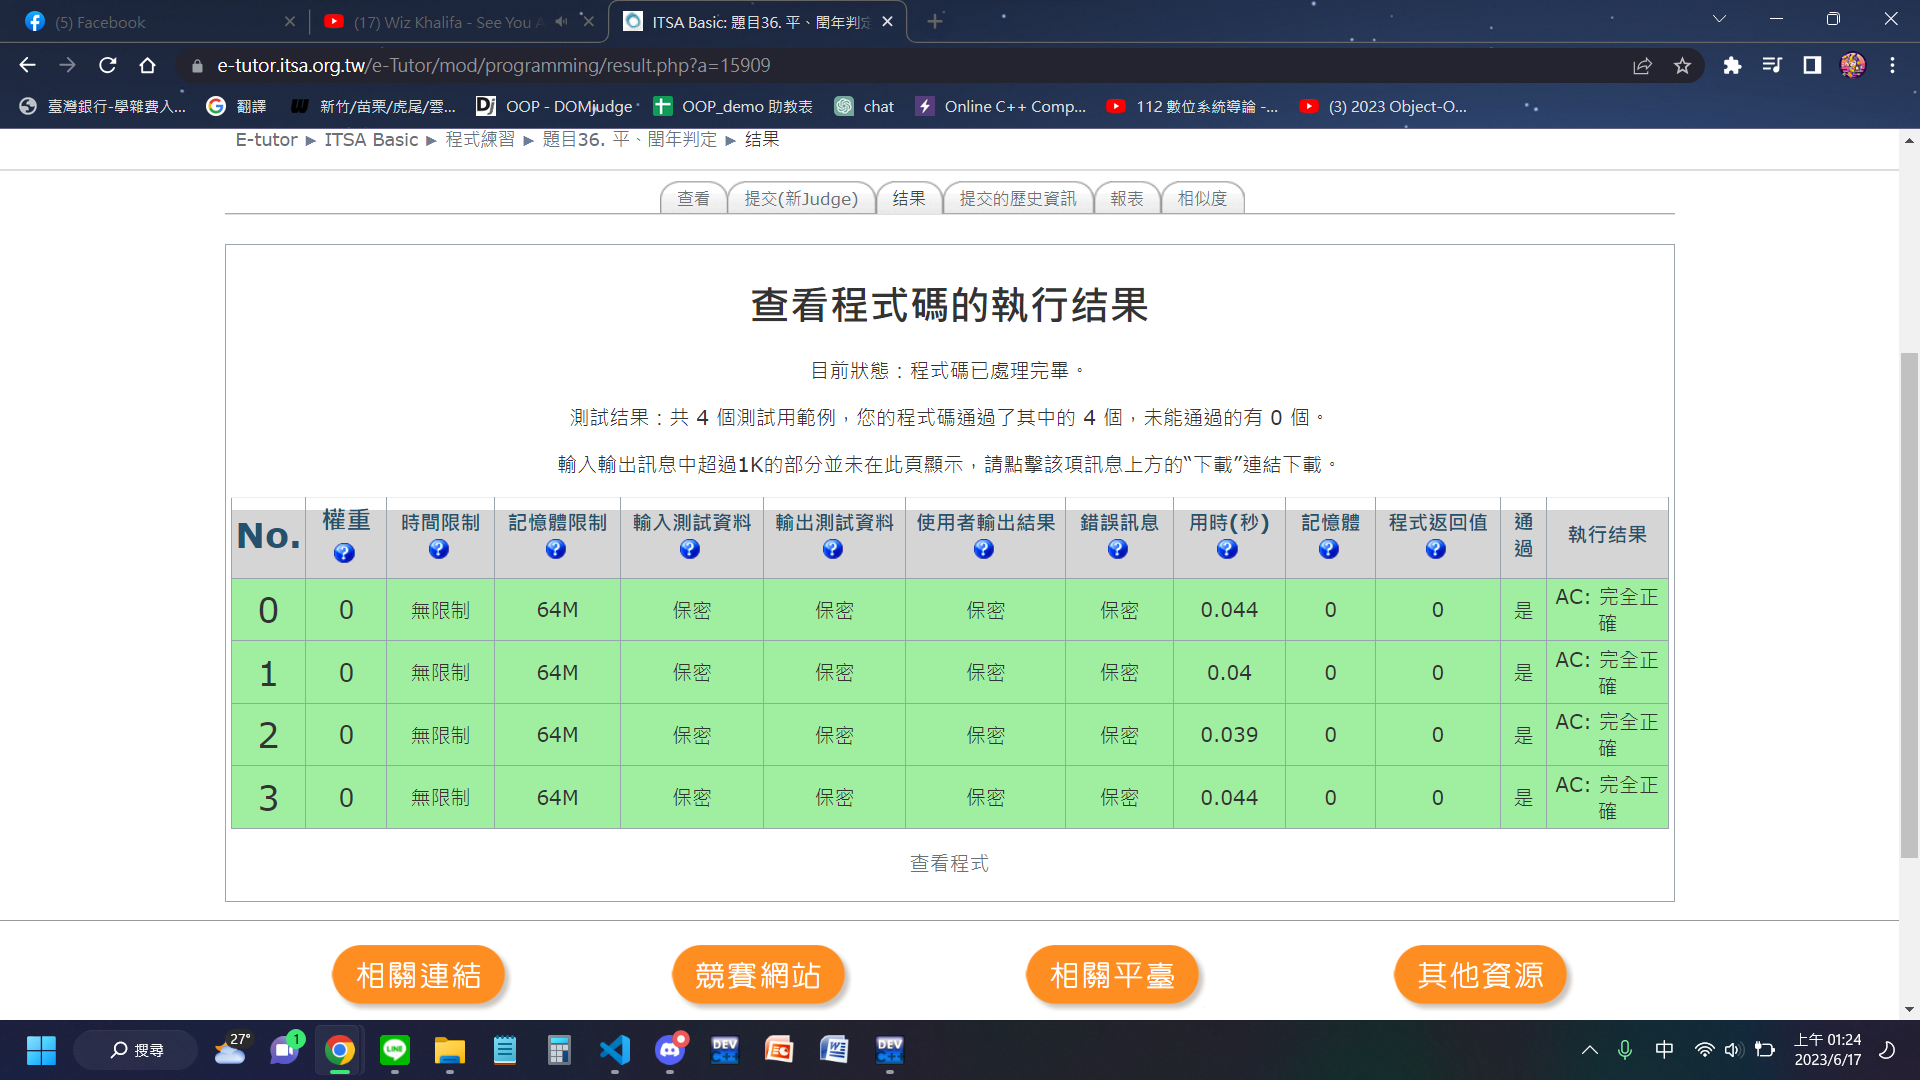 (5) Facebook
(17) Wiz Khalifa - See You A
ITSA Basic: 題目36. 平、閏年判定
e-tutor.itsa.org.tw/e-Tutor/mod/programming/result.php?a=15909
臺灣銀行-學雜費入...
翻譯
新竹/苗栗/虎尾/雲...
OOP - DOMjudge
OOP_demo 助教表
chat
Online C++ Comp...
112 數位系統導論 -...
(3) 2023 Object-O...
E-tutor ► ITSA Basic ► 程式練習 ► 題目36. 平、閏年判定 ► 结果
查看
提交(新Judge)
结果
提交的歷史資訊
報表
相似度
查看程式碼的執行结果
目前狀態：程式碼已處理完畢。
測試结果：共 4 個測試用範例，您的程式碼通過了其中的 4 個，未能通過的有 0 個。
輸入輸出訊息中超過1K的部分並未在此頁顯示，請點擊該項訊息上方的“下載”連結下載。
No. 權重 時間限制 記憶體限制 輸入測試資料 輸出測試資料 使用者輸出結果 錯誤訊息 用時(秒) 記憶體 程式返回值 通過 執行结果
0 0 無限制 64M 保密 保密 保密 保密 0.044 0 0 是 AC: 完全正確
1 0 無限制 64M 保密 保密 保密 保密 0.04 0 0 是 AC: 完全正確
2 0 無限制 64M 保密 保密 保密 保密 0.039 0 0 是 AC: 完全正確
3 0 無限制 64M 保密 保密 保密 保密 0.044 0 0 是 AC: 完全正確
查看程式
相關連結
競賽網站
相關平臺
其他資源
搜尋
27°
1
LINE
DEV C++
DEV C++
中
上午 01:24
2023/6/17